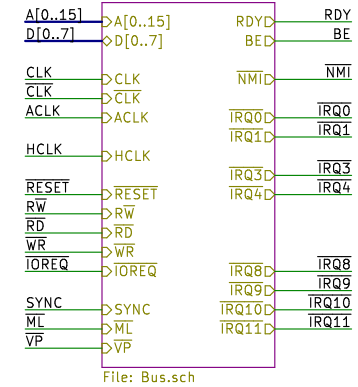 A[0..15] A[0..15] RDY RDY
D[0..7] D[0..7] BE BE
CLK CLK NMI NMI
CLK CLK
ACLK ACLK IRQ0 IRQ0
IRQ1 IRQ1
HCLK HCLK
IRQ3 IRQ3
RESET RESET IRQ4 IRQ4
RW RW
RD RD
WR WR
IOREQ IOREQ IRQ8 IRQ8
IRQ9 IRQ9
SYNC SYNC IRQ10 IRQ10
ML ML IRQ11 IRQ11
VP VP
File: Bus.sch